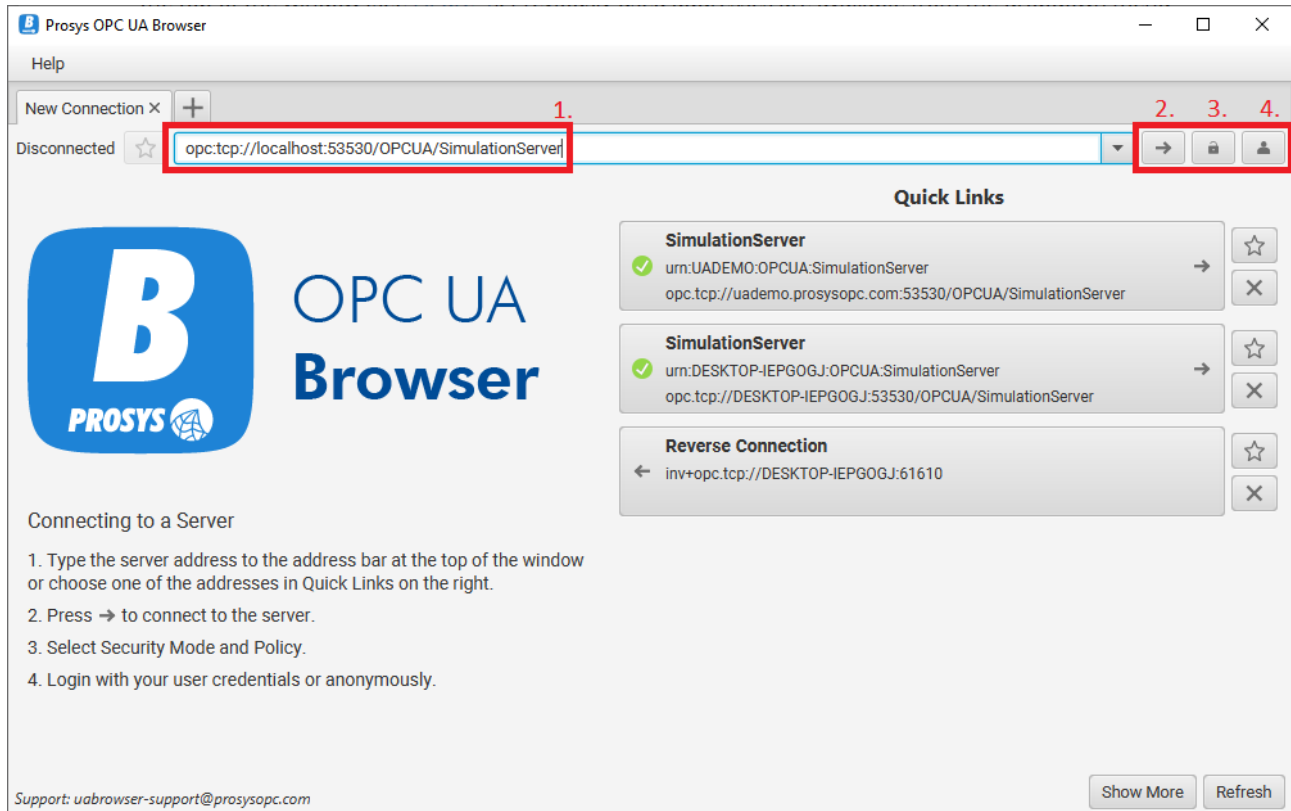 Prosys OPC UA Browser
Help
New Connection
1.
2.
3.
4.
Disconnected
opc:tcp://localhost:53530/OPCUA/SimulationServer
Quick Links
SimulationServer
urn:UADEMO:OPCUA:SimulationServer
opc.tcp://uademo.prosysopc.com:53530/OPCUA/SimulationServer
SimulationServer
urn:DESKTOP-IEPGOGJ:OPCUA:SimulationServer
opc.tcp://DESKTOP-IEPGOGJ:53530/OPCUA/SimulationServer
Reverse Connection
inv+opc.tcp://DESKTOP-IEPGOGJ:61610
B
PROSYS
OPC UA
Browser
Connecting to a Server
1. Type the server address to the address bar at the top of the window
or choose one of the addresses in Quick Links on the right.
2. Press → to connect to the server.
3. Select Security Mode and Policy.
4. Login with your user credentials or anonymously.
Support: uabrowser-support@prosysopc.com
Show More
Refresh